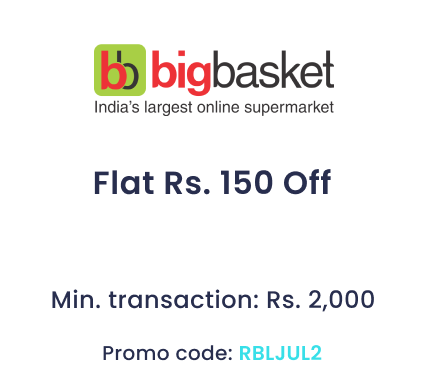 bb bigbasket
India's largest online supermarket
Flat Rs. 150 Off
Min. transaction: Rs. 2,000
Promo code: RBLJUL2